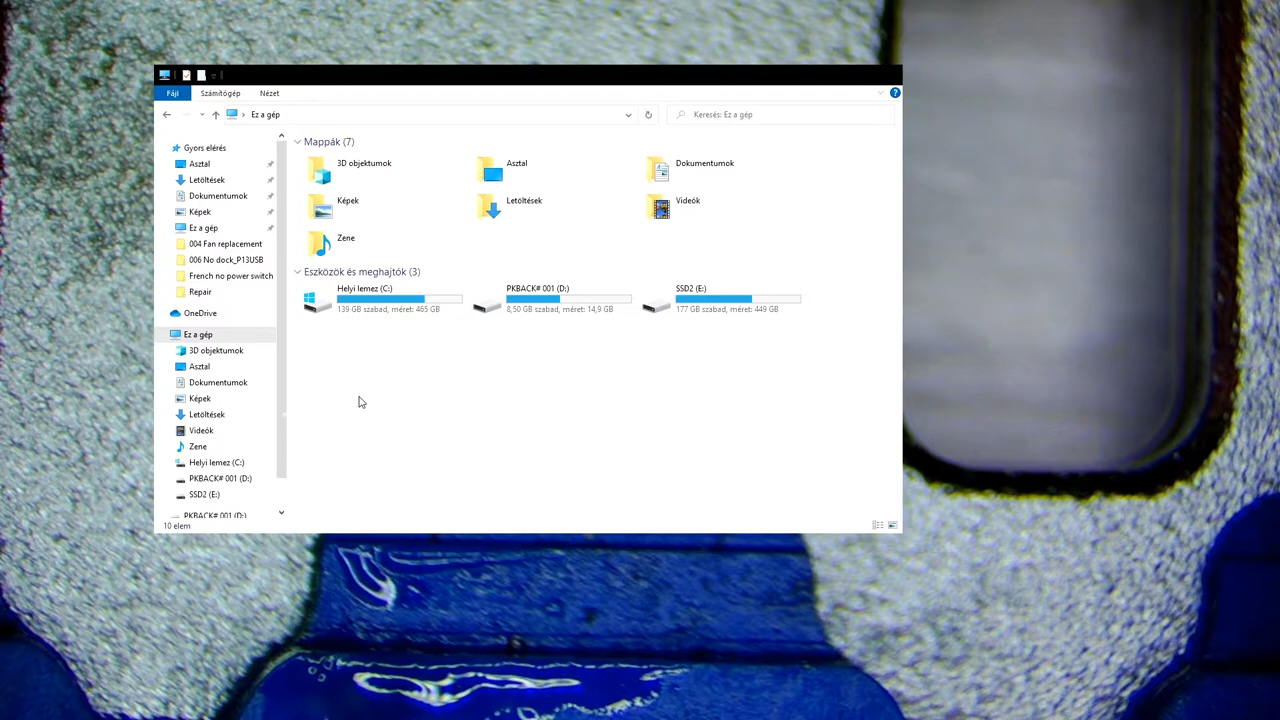 Fájl Számítógép Nézet
Ez a gép
Keresés: Ez a gép
Gyors elérés
Asztal
Letöltések
Dokumentumok
Képek
Ez a gép
004 Fan replacement
006 No dock_P13USB
French no power switch
Repair
OneDrive
Ez a gép
3D objektumok
Asztal
Dokumentumok
Képek
Letöltések
Videók
Zene
Helyi lemez (C:)
PKBACK# 001 (D:)
SSD2 (E:)
PKBACK# 001 (D:)
Mappák (7)
3D objektumok
Asztal
Dokumentumok
Képek
Letöltések
Videók
Zene
Eszközök és meghajtók (3)
Helyi lemez (C:)
139 GB szabad, méret: 465 GB
PKBACK# 001 (D:)
8,50 GB szabad, méret: 14,9 GB
SSD2 (E:)
177 GB szabad, méret: 449 GB
10 elem